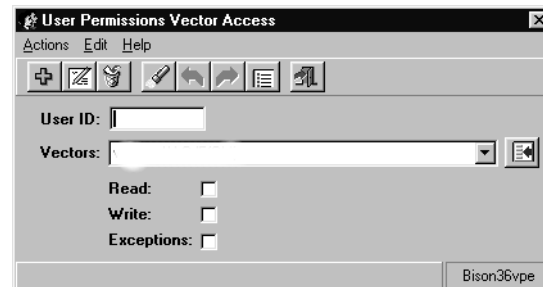 User Permissions Vector Access
Actions Edit Help
User ID:
Vectors:
Read:
Write:
Exceptions:
Bison36vpe